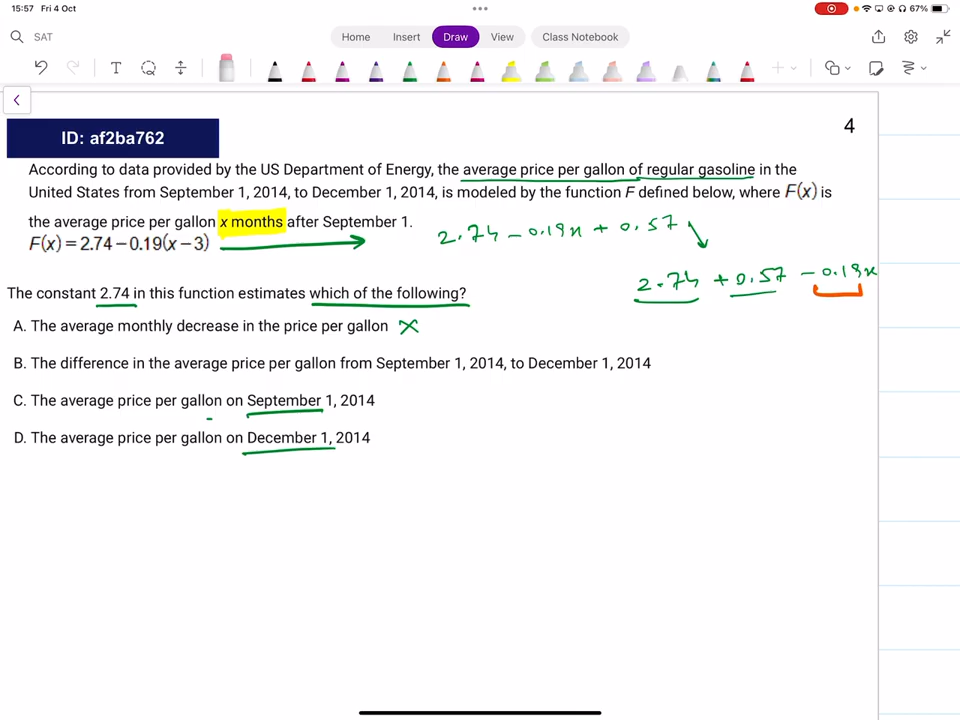 15:57 Fri 4 Oct
67%
SAT
Home Insert Draw View Class Notebook
ID: af2ba762
4
According to data provided by the US Department of Energy, the average price per gallon of regular gasoline in the
United States from September 1, 2014, to December 1, 2014, is modeled by the function F defined below, where F(x) is
the average price per gallon x months after September 1.
F(x) = 2.74 − 0.19(x − 3)
2.74 − 0.19x + 0.57
2.74 + 0.57 − 0.19x
The constant 2.74 in this function estimates which of the following?
A. The average monthly decrease in the price per gallon ×
B. The difference in the average price per gallon from September 1, 2014, to December 1, 2014
C. The average price per gallon on September 1, 2014
D. The average price per gallon on December 1, 2014